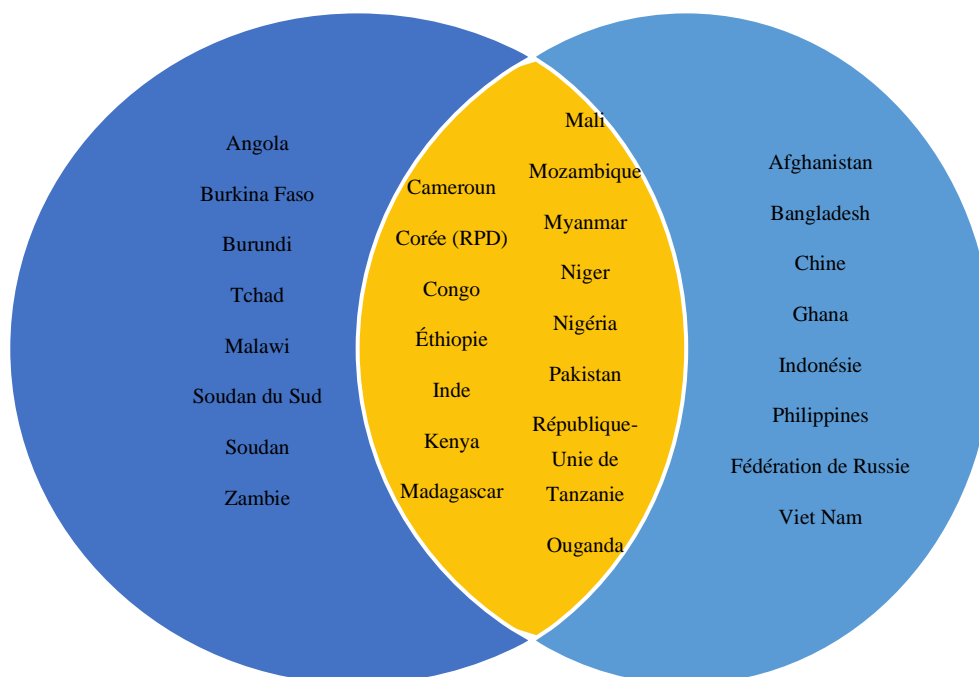 Angola
Burkina Faso
Burundi
Tchad
Malawi
Soudan du Sud
Soudan
Zambie
Cameroun
Corée (RPD)
Congo
Éthiopie
Inde
Kenya
Madagascar
Mali
Mozambique
Myanmar
Niger
Nigéria
Pakistan
République-
Unie de
Tanzanie
Ouganda
Afghanistan
Bangladesh
Chine
Ghana
Indonésie
Philippines
Fédération de Russie
Viet Nam